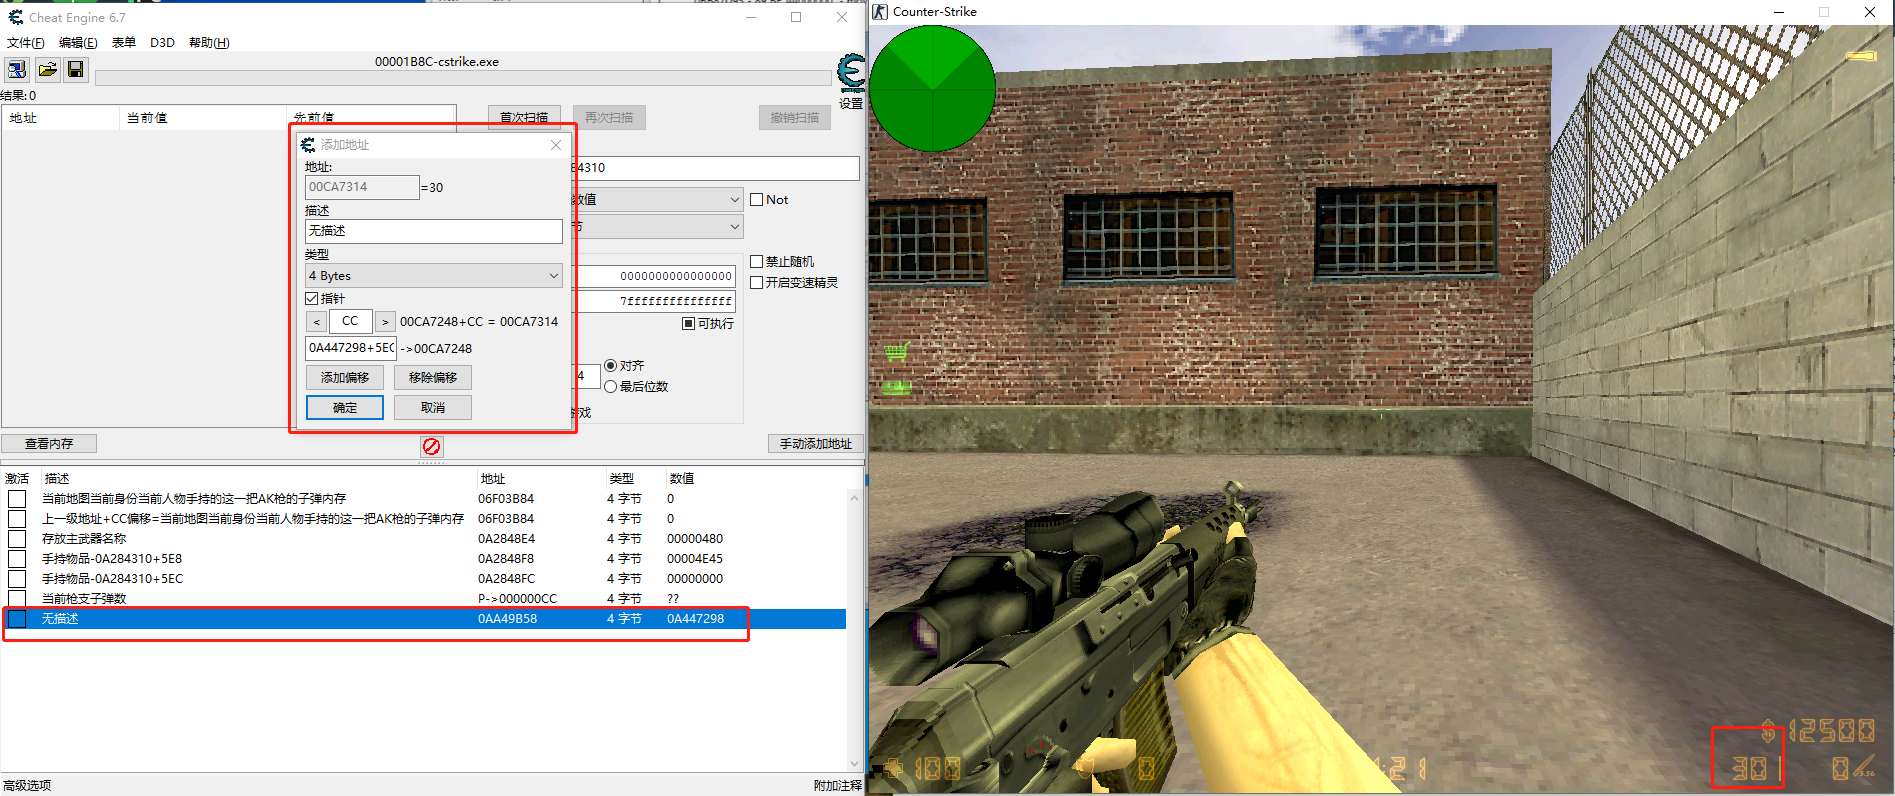 Cheat Engine 6.7
文件(F) 编辑(E) 表单 D3D 帮助(H)
00001B8C-cstrike.exe
设置
结果: 0
地址 当前值 先前值
首次扫描 再次扫描 撤销扫描
84310
数值
Not
节
禁止随机
开启变速精灵
0000000000000000
7fffffffffffffff
可执行
4
对齐
最后位数
游戏
添加地址
地址:
00CA7314 =30
描述
无描述
类型
4 Bytes
指针
< CC > 00CA7248+CC = 00CA7314
0A447298+5EC ->00CA7248
添加偏移 移除偏移
确定 取消
查看内存 手动添加地址
激活 描述 地址 类型 数值
当前地图当前身份当前人物手持的这一把AK枪的子弹内存 06F03B84 4 字节 0
上一级地址+CC偏移=当前地图当前身份当前人物手持的这一把AK枪的子弹内存 06F03B84 4 字节 0
存放主武器名称 0A2848E4 4 字节 00000480
手持物品-0A284310+5E8 0A2848F8 4 字节 00004E45
手持物品-0A284310+5EC 0A2848FC 4 字节 00000000
当前枪支子弹数 P->000000CC 4 字节 ??
无描述 0AA49B58 4 字节 0A447298
高级选项 附加注释
Counter-Strike
$ 12500
100 0 :21 30 0 5.56